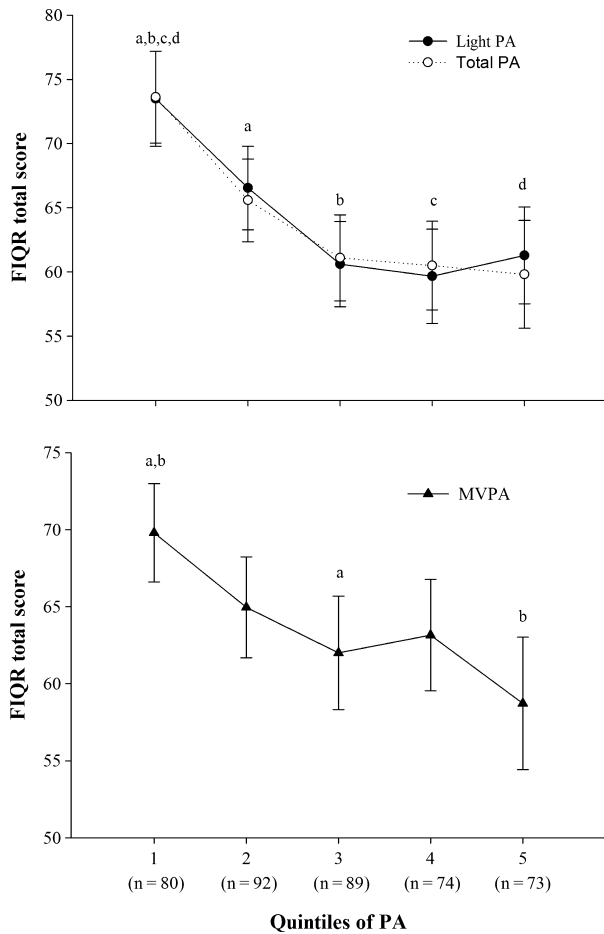 80
a,b,c,d
Light PA
Total PA
75
a
70
b
c
d
65
60
55
50
FIQR total score
75
a,b
MVPA
70
a
b
65
60
55
50
FIQR total score
1 2 3 4 5
(n = 80) (n = 92) (n = 89) (n = 74) (n = 73)
Quintiles of PA